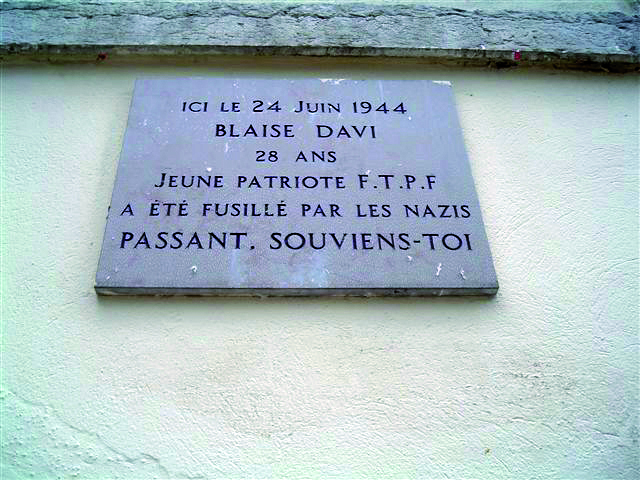 ICI LE 24 JUIN 1944
BLAISE DAVI
28 ANS
JEUNE PATRIOTE F.T.P.F
A ÉTÉ FUSILLÉ PAR LES NAZIS
PASSANT. SOUVIENS-TOI